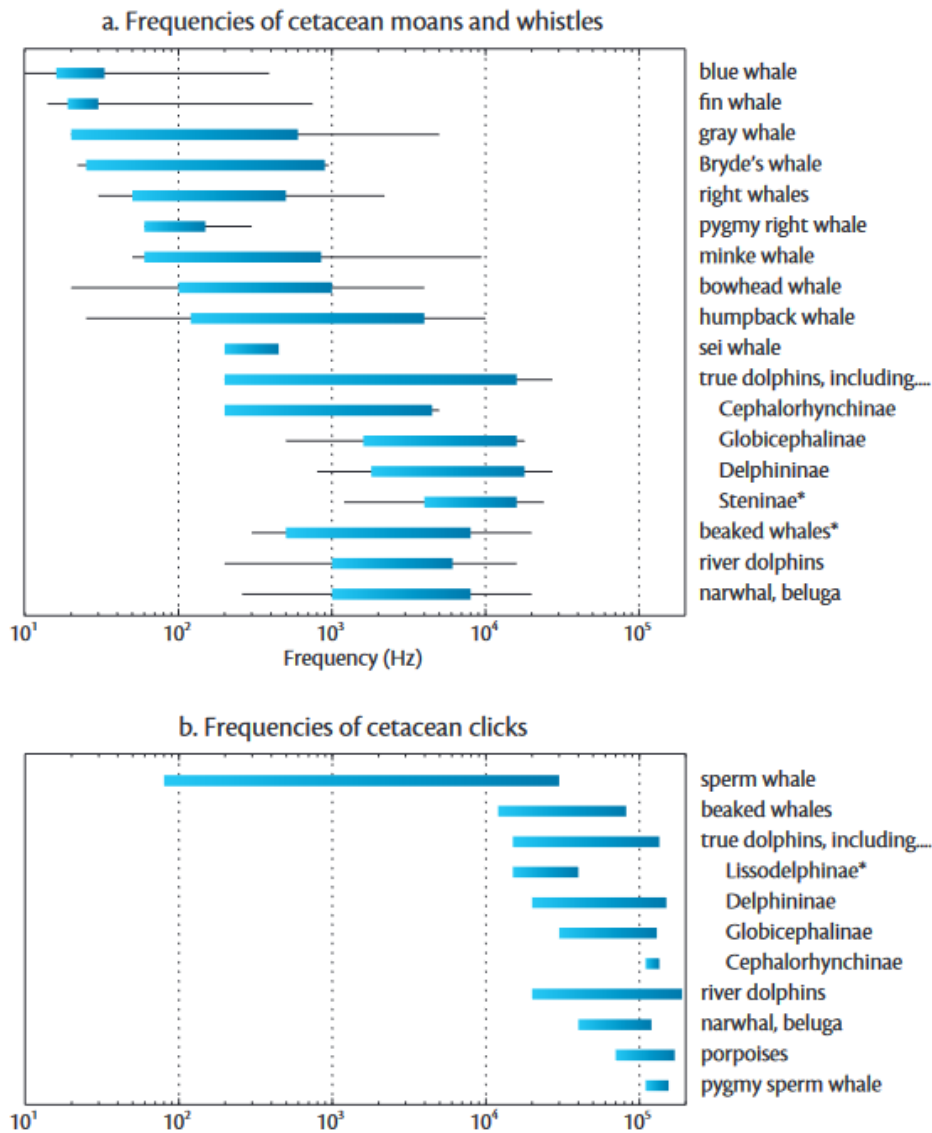 a. Frequencies of cetacean moans and whistles
blue whale
fin whale
gray whale
Bryde's whale
right whales
pygmy right whale
minke whale
bowhead whale
humpback whale
sei whale
true dolphins, including....
Cephalorhynchinae
Globicephalinae
Delphininae
Steninae*
beaked whales*
river dolphins
narwhal, beluga
10¹ 10² 10³ 10⁴ 10⁵
Frequency (Hz)
b. Frequencies of cetacean clicks
sperm whale
beaked whales
true dolphins, including....
Lissodelphinae*
Delphininae
Globicephalinae
Cephalorhynchinae
river dolphins
narwhal, beluga
porpoises
pygmy sperm whale
10¹ 10² 10³ 10⁴ 10⁵